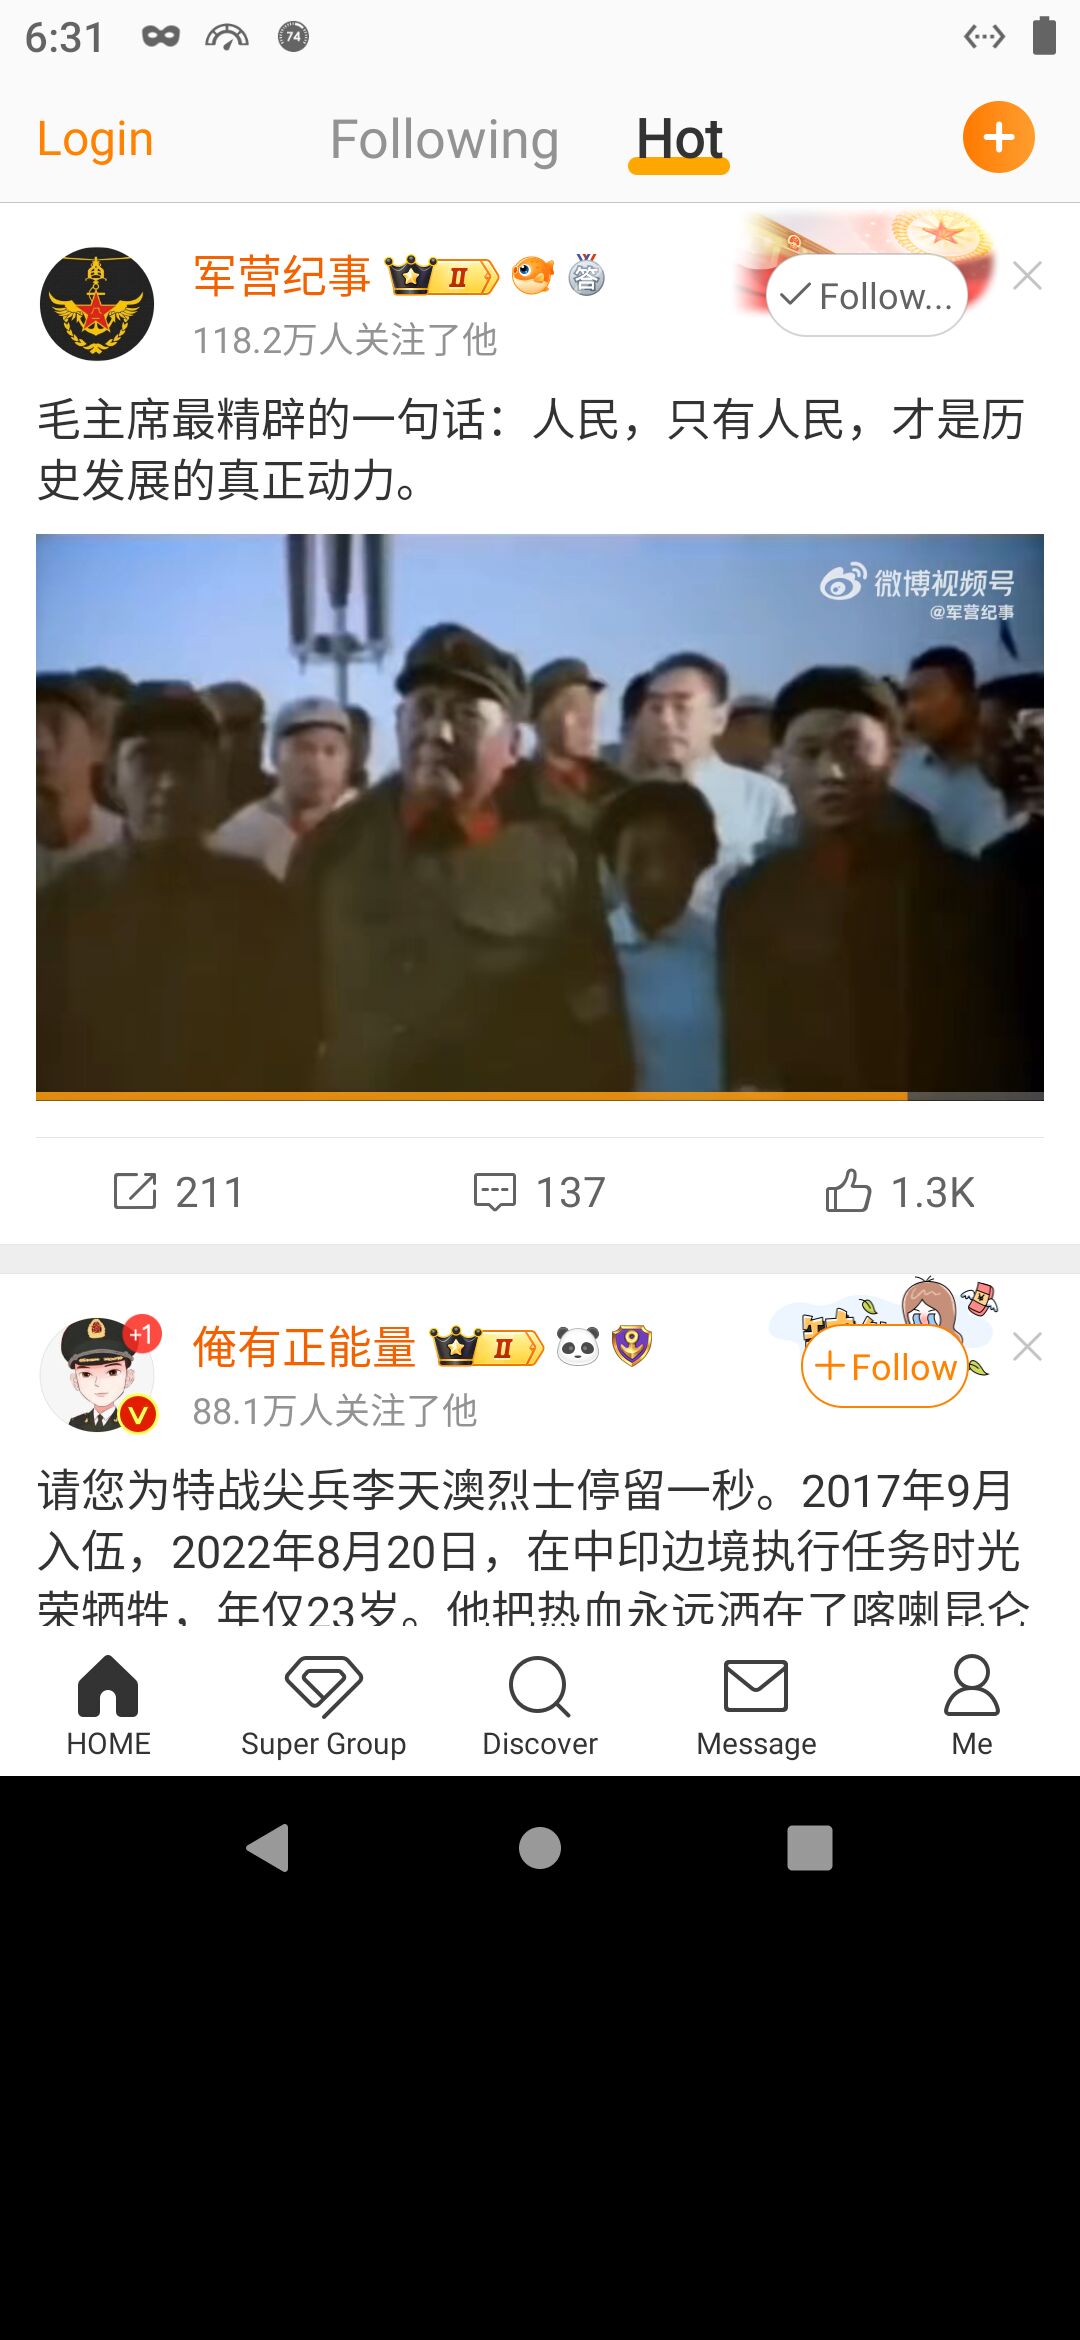 6:31
74
Login
Following
Hot
军营纪事
II
答
118.2万人关注了他
Follow...
毛主席最精辟的一句话：人民，只有人民，才是历
史发展的真正动力。
微博视频号
@军营纪事
211
137
1.3K
+1
V
俺有正能量
II
88.1万人关注了他
Follow
请您为特战尖兵李天澳烈士停留一秒。2017年9月
入伍，2022年8月20日，在中印边境执行任务时光
荣牺牲，年仅23岁。他把热血永远洒在了喀喇昆仑
HOME
Super Group
Discover
Message
Me